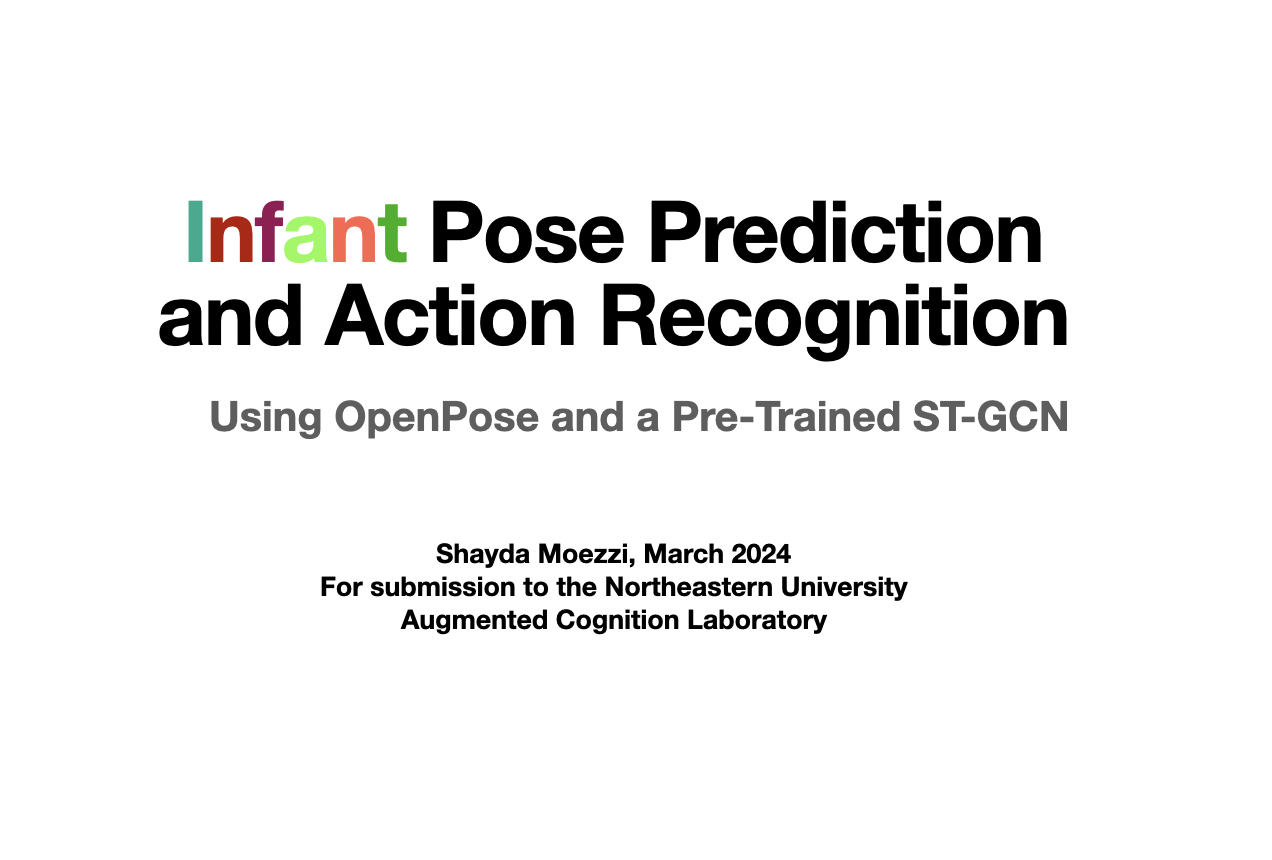 Infant Pose Prediction
and Action Recognition
Using OpenPose and a Pre-Trained ST-GCN
Shayda Moezzi, March 2024
For submission to the Northeastern University
Augmented Cognition Laboratory